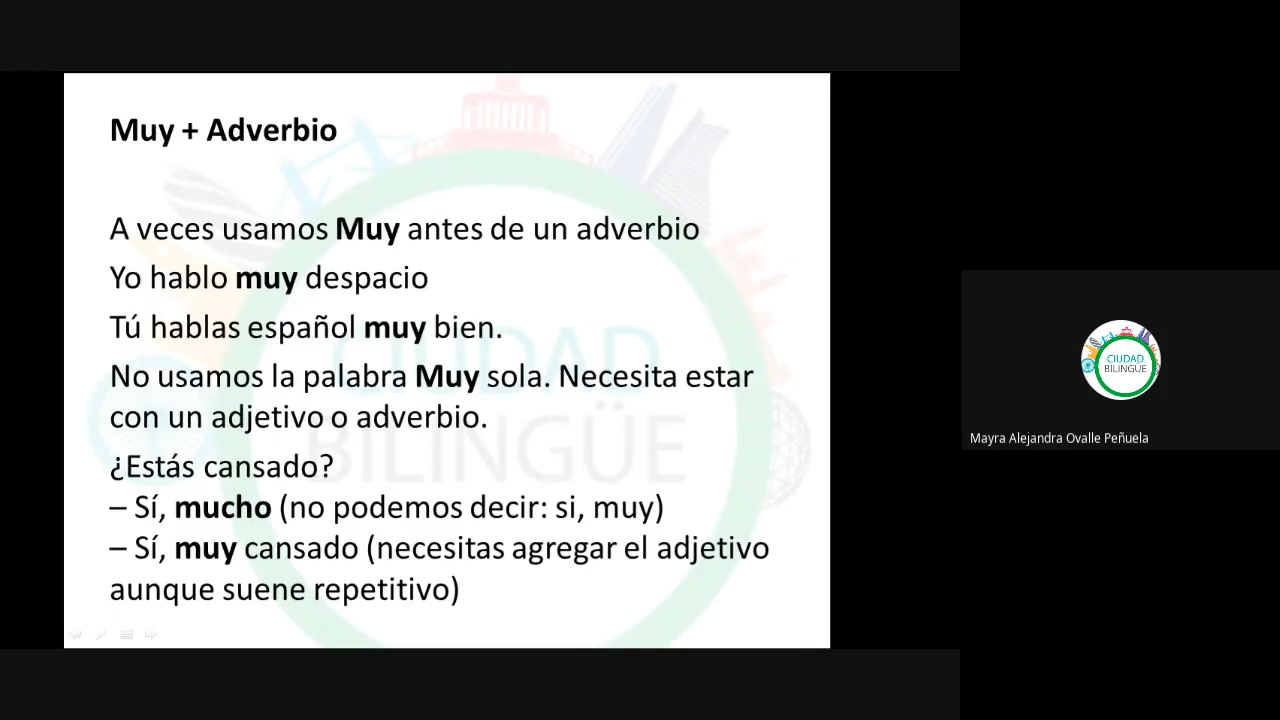 Muy + Adverbio
A veces usamos Muy antes de un adverbio
Yo hablo muy despacio
Tú hablas español muy bien.
No usamos la palabra Muy sola. Necesita estar
con un adjetivo o adverbio.
¿Estás cansado?
– Sí, mucho (no podemos decir: si, muy)
– Sí, muy cansado (necesitas agregar el adjetivo
aunque suene repetitivo)
CIUDAD
BILINGÜE
CIUDAD
BILINGÜE
Mayra Alejandra Ovalle Peñuela